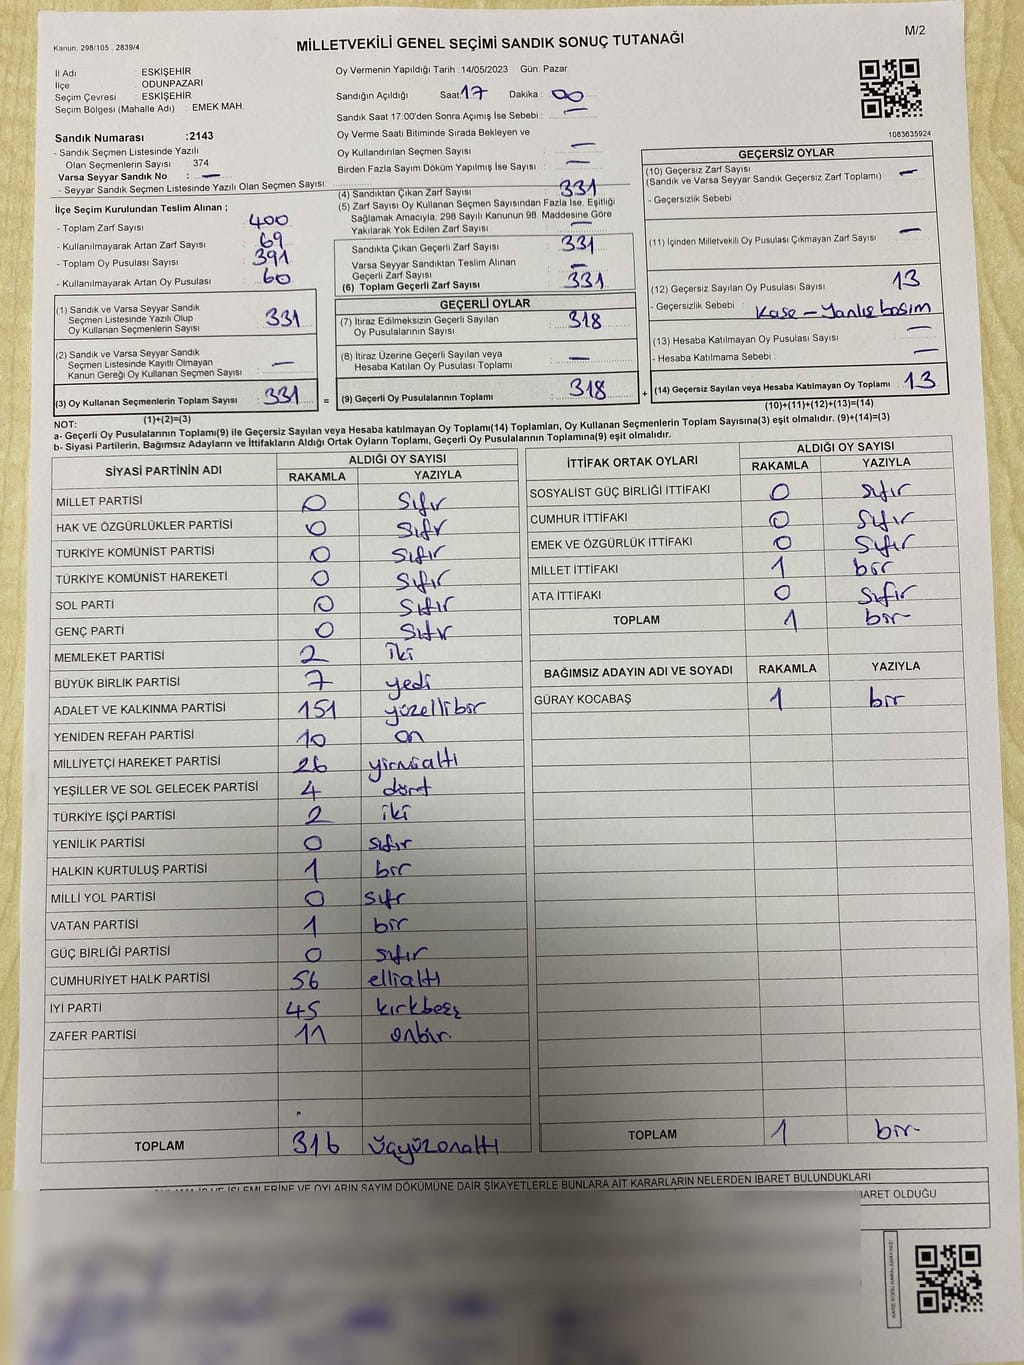 Kanun. 298/105 . 2839/4
MİLLETVEKİLİ GENEL SEÇİMİ SANDIK SONUÇ TUTANAĞI
M/2
İl Adı : ESKİŞEHİR
İlçe : ODUNPAZARI
Seçim Çevresi : ESKİŞEHİR
Seçim Bölgesi (Mahalle Adı) : EMEK MAH.
Sandık Numarası :2143
- Sandık Seçmen Listesinde Yazılı
Olan Seçmenlerin Sayısı : 374
Varsa Seyyar Sandık No : —
- Seyyar Sandık Seçmen Listesinde Yazılı Olan Seçmen Sayısı
Oy Vermenin Yapıldığı Tarih :14/05/2023 Gün: Pazar
Sandığın Açıldığı Saat: 17 Dakika : 00
Sandık Saat 17:00'den Sonra Açımış İse Sebebi : —
Oy Verme Saati Bitiminde Sırada Bekleyen ve
Oy Kullandırılan Seçmen Sayısı —
Birden Fazla Sayım Döküm Yapılmış İse Sayısı : —
1083635924
İlçe Seçim Kurulundan Teslim Alınan ;
- Toplam Zarf Sayısı : 400
- Kullanılmayarak Artan Zarf Sayısı : 69
- Toplam Oy Pusulası Sayısı : 391
- Kullanılmayarak Artan Oy Pusulası : 60
(4) Sandıktan Çıkan Zarf Sayısı : 331
(5) Zarf Sayısı Oy Kullanan Seçmen Sayısından Fazla İse, Eşitliği
Sağlamak Amacıyla, 298 Sayılı Kanunun 98. Maddesine Göre
Yakılarak Yok Edilen Zarf Sayısı : —
Sandıkta Çıkan Geçerli Zarf Sayısı : 331
Varsa Seyyar Sandıktan Teslim Alınan
Geçerli Zarf Sayısı : —
(6) Toplam Geçerli Zarf Sayısı : 331
(1) Sandık ve Varsa Seyyar Sandık
Seçmen Listesinde Yazılı Olup
Oy Kullanan Seçmenlerin Sayısı : 331
(2) Sandık ve Varsa Seyyar Sandık
Seçmen Listesinde Kayıtlı Olmayan
Kanun Gereği Oy Kullanan Seçmen Sayısı : —
(3) Oy Kullanan Seçmenlerin Toplam Sayısı : 331 =
(1)+(2)=(3)
GEÇERLİ OYLAR
(7) İtiraz Edilmeksizin Geçerli Sayılan
Oy Pusulalarının Sayısı : 318
(8) İtiraz Üzerine Geçerli Sayılan veya
Hesaba Katılan Oy Pusulası Toplamı : —
(9) Geçerli Oy Pusulalarının Toplamı : 318 +
GEÇERSİZ OYLAR
(10) Geçersiz Zarf Sayısı
(Sandık ve Varsa Seyyar Sandık Geçersiz Zarf Toplamı) : —
- Geçersizlik Sebebi
(11) İçinden Milletvekili Oy Pusulası Çıkmayan Zarf Sayısı : —
(12) Geçersiz Sayılan Oy Pusulası Sayısı : 13
- Geçersizlik Sebebi : Kase - Yanlış basım
(13) Hesaba Katılmayan Oy Pusulası Sayısı : —
- Hesaba Katılmama Sebebi : —
(14) Geçersiz Sayılan veya Hesaba Katılmayan Oy Toplamı : 13
(10)+(11)+(12)+(13)=(14)
NOT:
a- Geçerli Oy Pusulalarının Toplamı(9) ile Geçersiz Sayılan veya Hesaba katılmayan Oy Toplamı(14) Toplamları, Oy Kullanan Seçmenlerin Toplam Sayısına(3) eşit olmalıdır. (9)+(14)=(3)
b- Siyasi Partilerin, Bağımsız Adayların ve İttifakların Aldığı Ortak Oyların Toplamı, Geçerli Oy Pusulalarının Toplamına(9) eşit olmalıdır.
SİYASİ PARTİNİN ADI ALDIĞI OY SAYISI
RAKAMLA YAZIYLA
MİLLET PARTİSİ 0 Sıfır
HAK VE ÖZGÜRLÜKLER PARTİSİ 0 Sıfır
TÜRKİYE KOMÜNİST PARTİSİ 0 Sıfır
TÜRKİYE KOMÜNİST HAREKETİ 0 Sıfır
SOL PARTİ 0 Sıfır
GENÇ PARTİ 0 Sıfır
MEMLEKET PARTİSİ 2 iki
BÜYÜK BİRLİK PARTİSİ 7 yedi
ADALET VE KALKINMA PARTİSİ 151 yüzellibir
YENİDEN REFAH PARTİSİ 10 on
MİLLİYETÇİ HAREKET PARTİSİ 26 yirmialtı
YEŞİLLER VE SOL GELECEK PARTİSİ 4 dört
TÜRKİYE İŞÇİ PARTİSİ 2 iki
YENİLİK PARTİSİ 0 sıfır
HALKIN KURTULUŞ PARTİSİ 1 bir
MİLLİ YOL PARTİSİ 0 sıfr
VATAN PARTİSİ 1 bir
GÜÇ BİRLİĞİ PARTİSİ 0 sıfır
CUMHURİYET HALK PARTİSİ 56 ellialtı
İYİ PARTİ 45 kırkbeş
ZAFER PARTİSİ 11 onbir.
TOPLAM 316 Üçyüzonaltı
İTTİFAK ORTAK OYLARI ALDIĞI OY SAYISI
RAKAMLA YAZIYLA
SOSYALİST GÜÇ BİRLİĞİ İTTİFAKI 0 sıfır
CUMHUR İTTİFAKI 0 Sıfır
EMEK VE ÖZGÜRLÜK İTTİFAKI 0 Sıfır
MİLLET İTTİFAKI 1 bir
ATA İTTİFAKI 0 sıfır
TOPLAM 1 bir
BAĞIMSIZ ADAYIN ADI VE SOYADI RAKAMLA YAZIYLA
GÜRAY KOCABAŞ 1 bir
TOPLAM 1 bir
İŞLEMLERİNE VE OYLARIN SAYIM DÖKÜMÜNE DAİR ŞİKAYETLERLE BUNLARA AİT KARARLARIN NELERDEN İBARET BULUNDUKLARI
İBARET OLDUĞU
KARE KODU KARALAMAYINIZ!